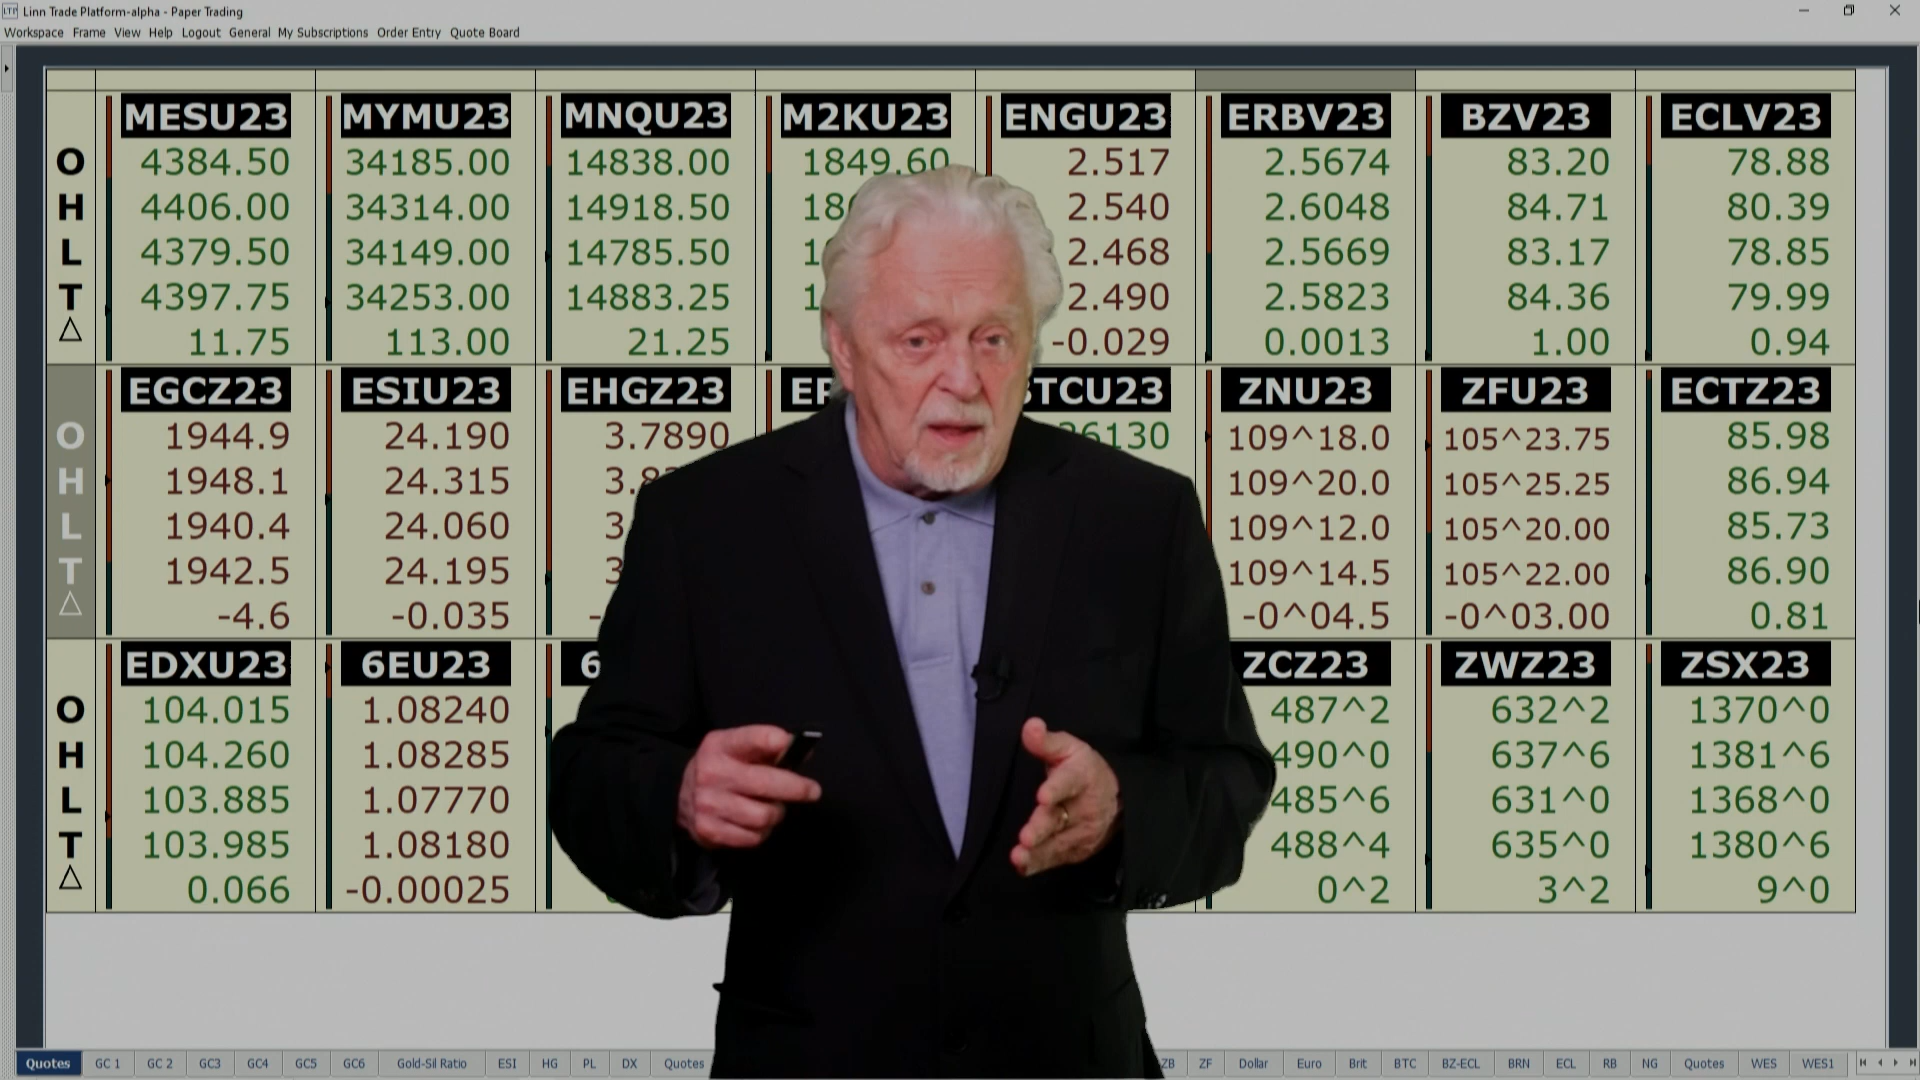 LTP Linn Trade Platform-alpha - Paper Trading
Workspace Frame View Help Logout General My Subscriptions Order Entry Quote Board
MESU23 MYMU23 MNQU23 M2KU23 ENGU23 ERBV23 BZV23 ECLV23
O 4384.50 34185.00 14838.00 1849.60 2.517 2.5674 83.20 78.88
H 4406.00 34314.00 14918.50 2.540 2.6048 84.71 80.39
L 4379.50 34149.00 14785.50 2.468 2.5669 83.17 78.85
T 4397.75 34253.00 14883.25 2.490 2.5823 84.36 79.99
△ 11.75 113.00 21.25 -0.029 0.0013 1.00 0.94
EGCZ23 ESIU23 EHGZ23 ZNU23 ZFU23 ECTZ23
O 1944.9 24.190 3.7890 109^18.0 105^23.75 85.98
H 1948.1 24.315 109^20.0 105^25.25 86.94
L 1940.4 24.060 109^12.0 105^20.00 85.73
T 1942.5 24.195 109^14.5 105^22.00 86.90
△ -4.6 -0.035 -0^04.5 -0^03.00 0.81
EDXU23 6EU23 ZCZ23 ZWZ23 ZSX23
O 104.015 1.08240 487^2 632^2 1370^0
H 104.260 1.08285 490^0 637^6 1381^6
L 103.885 1.07770 485^6 631^0 1368^0
T 103.985 1.08180 488^4 635^0 1380^6
△ 0.066 -0.00025 0^2 3^2 9^0
Quotes GC 1 GC 2 GC3 GC4 GC5 GC6 Gold-Sil Ratio ESI HG PL DX Quotes ZB ZF Dollar Euro Brit BTC BZ-ECL BRN ECL RB NG Quotes WES WES1